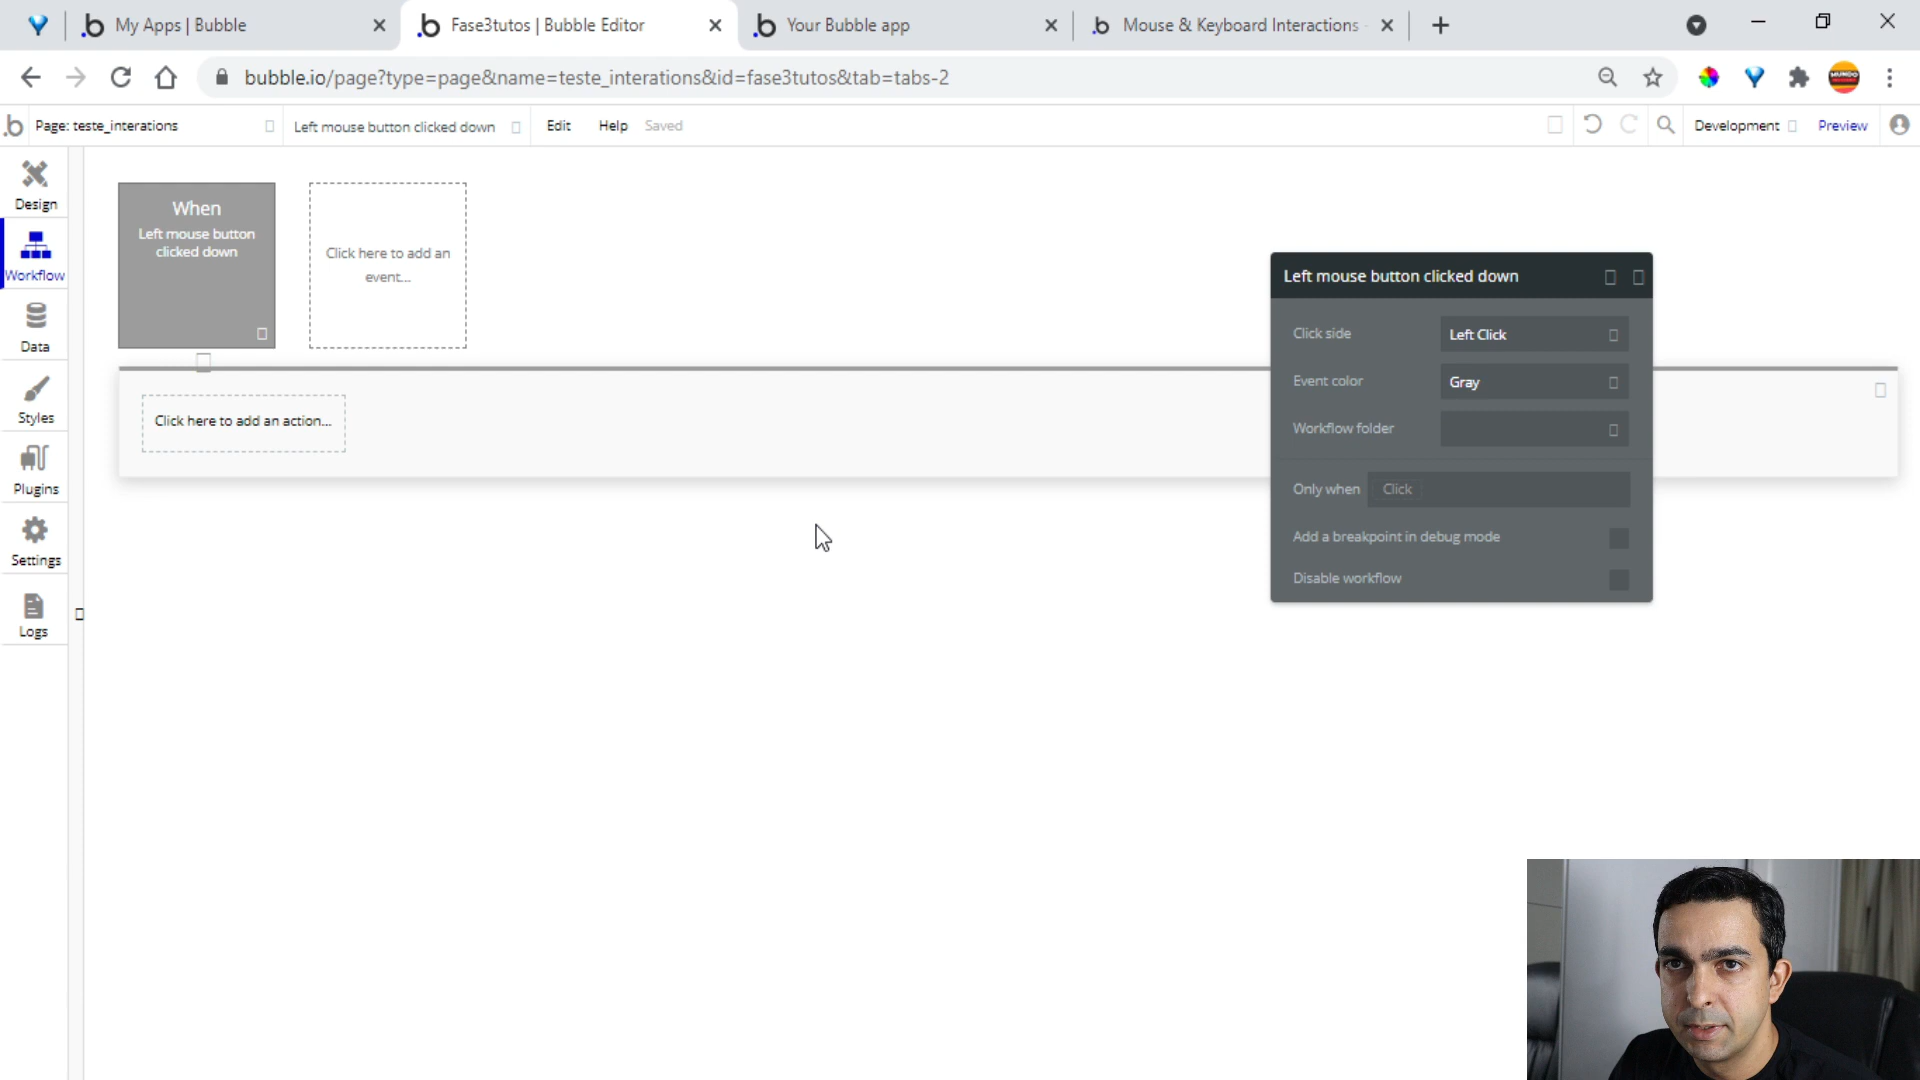 My Apps | Bubble
Fase3tutos | Bubble Editor
Your Bubble app
Mouse & Keyboard Interactions
bubble.io/page?type=page&name=teste_interations&id=fase3tutos&tab=tabs-2
Page: teste_interations
Left mouse button clicked down
Edit
Help
Saved
Development
Preview
Design
Workflow
Data
Styles
Plugins
Settings
Logs
When
Left mouse button
clicked down
Click here to add an
event...
Click here to add an action...
Left mouse button clicked down
Click side
Left Click
Event color
Gray
Workflow folder
Only when
Click
Add a breakpoint in debug mode
Disable workflow